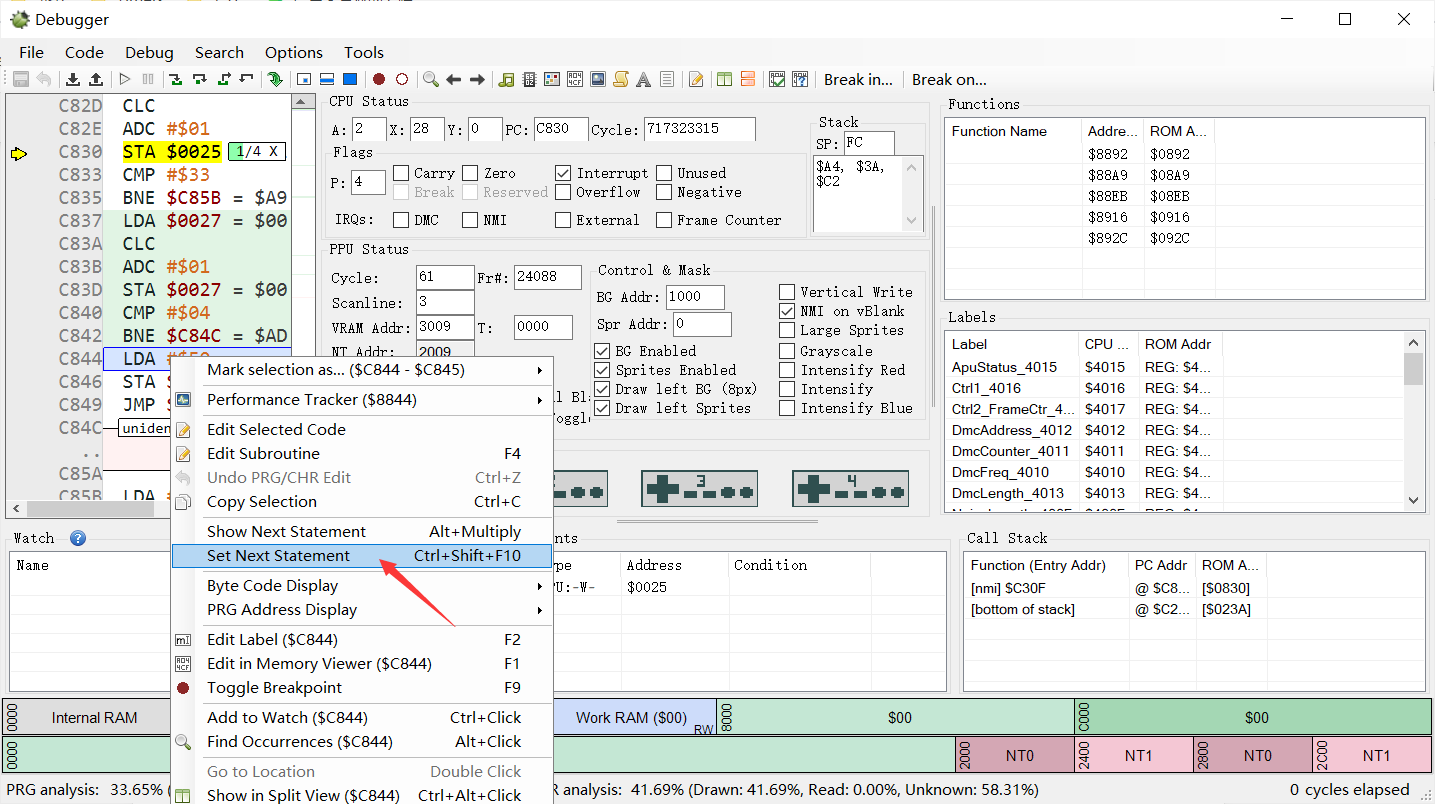 Debugger
File Code Debug Search Options Tools
Break in... Break on...
C82D CLC
C82E ADC #$01
C830 STA $0025 1/4 X
C833 CMP #$33
C835 BNE $C85B = $A9
C837 LDA $0027 = $00
C83A CLC
C83B ADC #$01
C83D STA $0027 = $00
C840 CMP #$04
C842 BNE $C84C = $AD
C844 LDA
C846 STA
C849 JMP
C84C uniden
..
C85A
C85B LDA
CPU Status
A: 2 X: 28 Y: 0 PC: C830 Cycle: 717323315
Flags
P: 4
Carry Zero Interrupt Unused
Break Reserved Overflow Negative
IRQs: DMC NMI External Frame Counter
Stack
SP: FC
$A4, $3A,
$C2
PPU Status
Cycle: 61 Fr#: 24088
Scanline: 3
VRAM Addr: 3009 T: 0000
NT Addr: 2009
Control & Mask
BG Addr: 1000
Spr Addr: 0
BG Enabled
Sprites Enabled
Draw left BG (8px)
Draw left Sprites
Vertical Write
NMI on vBlank
Large Sprites
Grayscale
Intensify Red
Intensify
Intensify Blue
2 3 4
Functions
Function Name Addre... ROM A...
$8892 $0892
$88A9 $08A9
$88EB $08EB
$8916 $0916
$892C $092C
Labels
Label CPU ... ROM Addr
ApuStatus_4015 $4015 REG: $4...
Ctrl1_4016 $4016 REG: $4...
Ctrl2_FrameCtr_4... $4017 REG: $4...
DmcAddress_4012 $4012 REG: $4...
DmcCounter_4011 $4011 REG: $4...
DmcFreq_4010 $4010 REG: $4...
DmcLength_4013 $4013 REG: $4...
Mark selection as... ($C844 - $C845)
Performance Tracker ($8844)
Edit Selected Code
Edit Subroutine F4
Undo PRG/CHR Edit Ctrl+Z
Copy Selection Ctrl+C
Show Next Statement Alt+Multiply
Set Next Statement Ctrl+Shift+F10
Byte Code Display
PRG Address Display
Edit Label ($C844) F2
Edit in Memory Viewer ($C844) F1
Toggle Breakpoint F9
Add to Watch ($C844) Ctrl+Click
Find Occurrences ($C844) Alt+Click
Go to Location Double Click
Show in Split View ($C844) Ctrl+Alt+Click
Watch
Name
nts
pe Address Condition
U:-W- $0025
Call Stack
Function (Entry Addr) PC Addr ROM A...
[nmi] $C30F @ $C8... [$0830]
[bottom of stack] @ $C2... [$023A]
0000 Internal RAM Work RAM ($00) RW 8000 $00 C000 $00
0000 2000 NT0 2400 NT1 2800 NT0 2C00 NT1
PRG analysis: 33.65% ( R analysis: 41.69% (Drawn: 41.69%, Read: 0.00%, Unknown: 58.31%) 0 cycles elapsed